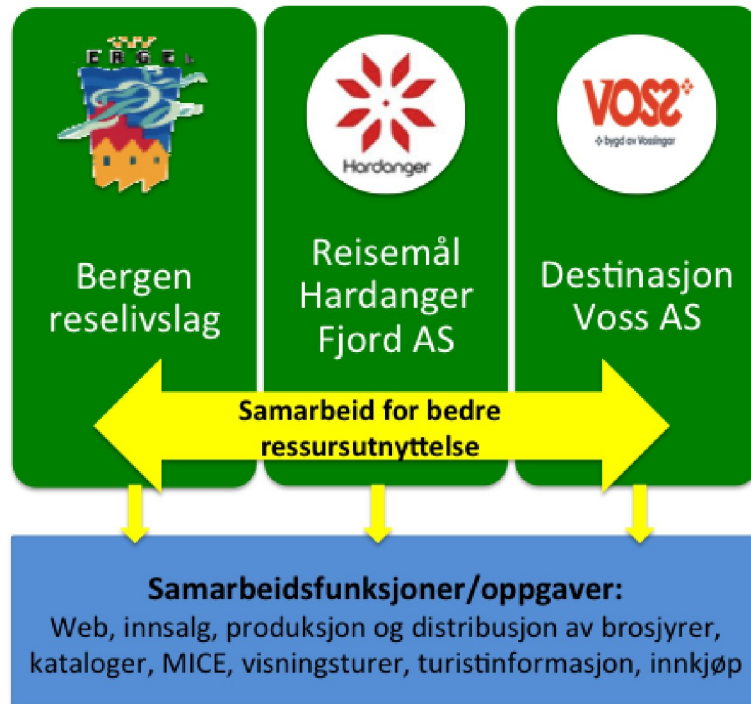 ERGE
Hardanger
VOSS
bygd av Vossingar
Bergen
reselivslag
Reisemål
Hardanger
Fjord AS
Destinasjon
Voss AS
Samarbeid for bedre
ressursutnyttelse
Samarbeidsfunksjoner/oppgaver:
Web, innsalg, produksjon og distribusjon av brosjyrer,
kataloger, MICE, visningsturer, turistinformasjon, innkjøp